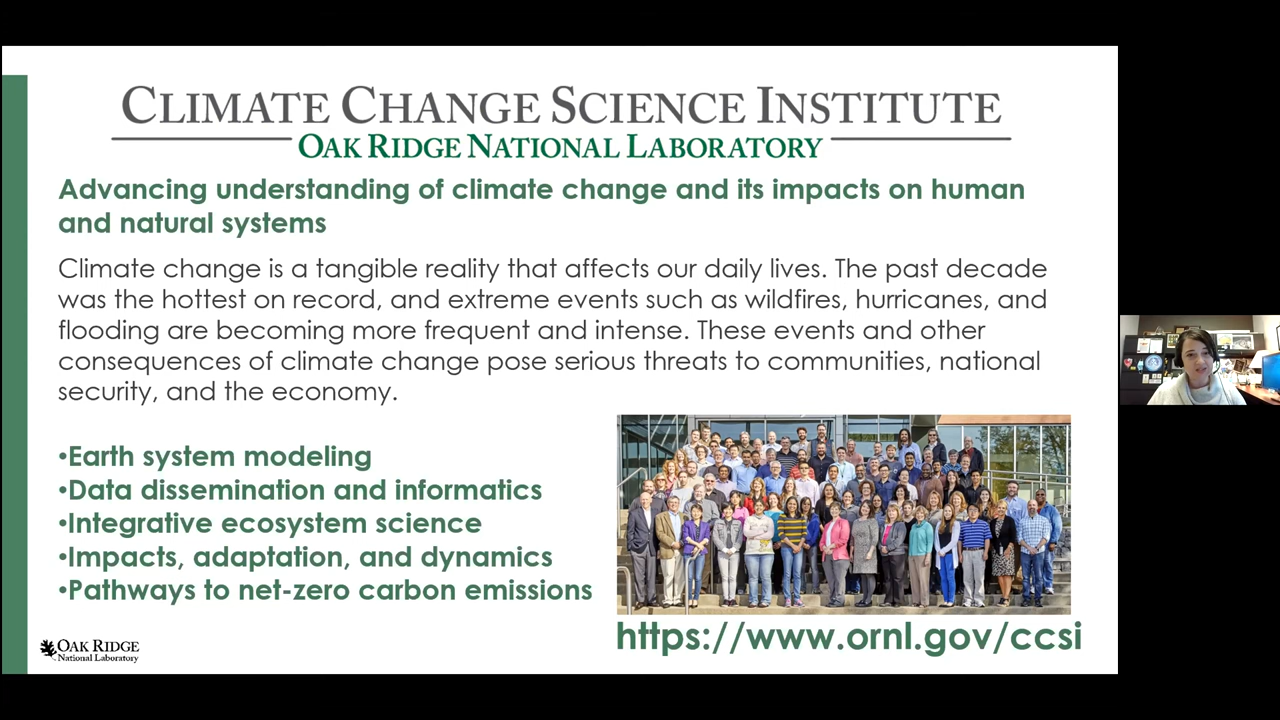 CLIMATE CHANGE SCIENCE INSTITUTE
OAK RIDGE NATIONAL LABORATORY
Advancing understanding of climate change and its impacts on human
and natural systems
Climate change is a tangible reality that affects our daily lives. The past decade
was the hottest on record, and extreme events such as wildfires, hurricanes, and
flooding are becoming more frequent and intense. These events and other
consequences of climate change pose serious threats to communities, national
security, and the economy.
•Earth system modeling
•Data dissemination and informatics
•Integrative ecosystem science
•Impacts, adaptation, and dynamics
•Pathways to net-zero carbon emissions
https://www.ornl.gov/ccsi
OAK RIDGE
National Laboratory